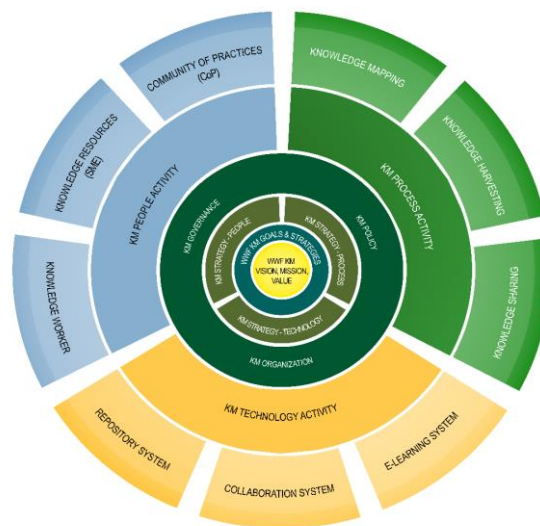 COMMUNITY OF PRACTICES
(CoP)
KNOWLEDGE MAPPING
KNOWLEDGE RESOURCES
(SME)
KNOWLEDGE HARVESTING
KM PEOPLE ACTIVITY
KM PROCESS ACTIVITY
KM GOVERNANCE
KM POLICY
KM STRATEGY - PEOPLE
KM STRATEGY - PROCESS
WWF KM GOALS & STRATEGIES
WWF KM
VISION, MISSION,
VALUE
KM STRATEGY - TECHNOLOGY
KM ORGANIZATION
KNOWLEDGE WORKER
KNOWLEDGE SHARING
KM TECHNOLOGY ACTIVITY
REPOSITORY SYSTEM
COLLABORATION SYSTEM
E-LEARNING SYSTEM